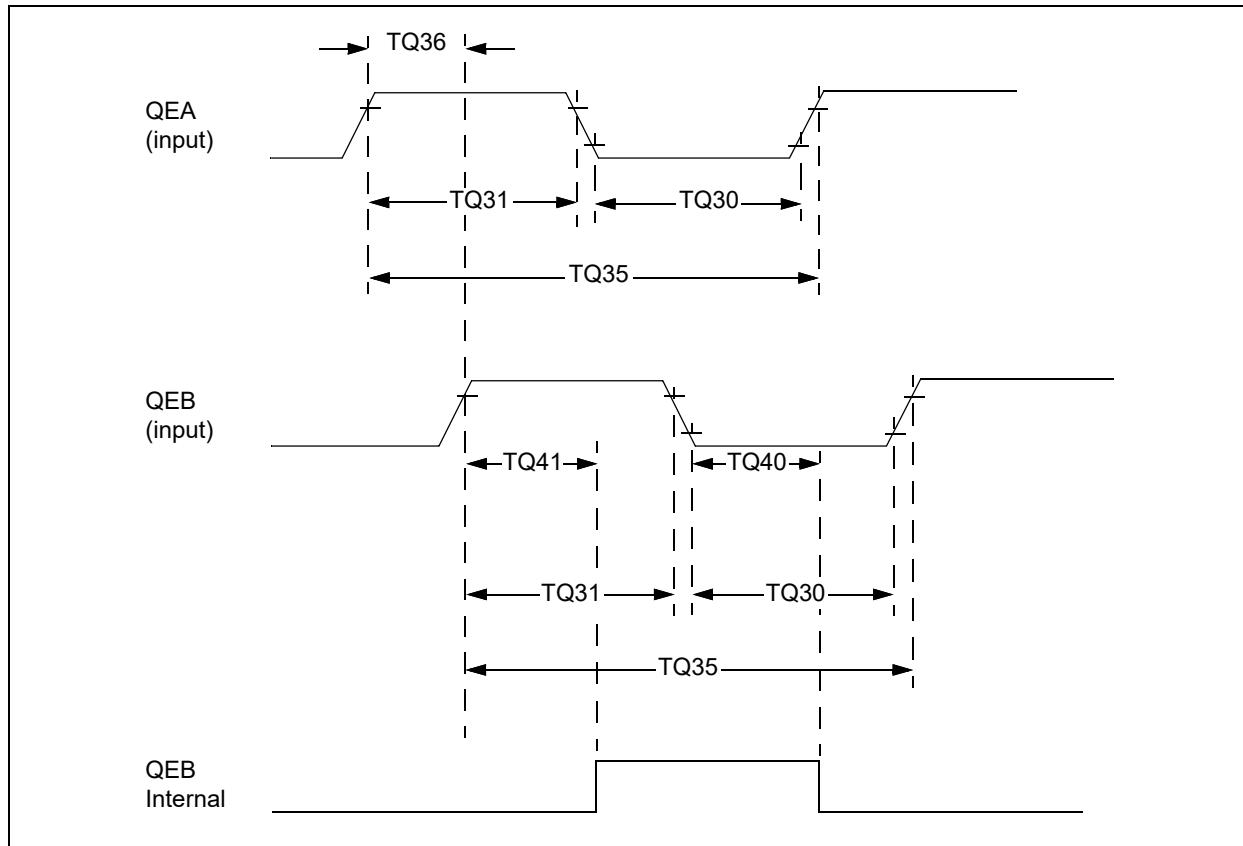 TQ36
QEA
(input)
TQ31
TQ30
TQ35
QEB
(input)
TQ41
TQ40
TQ31
TQ30
TQ35
QEB
Internal